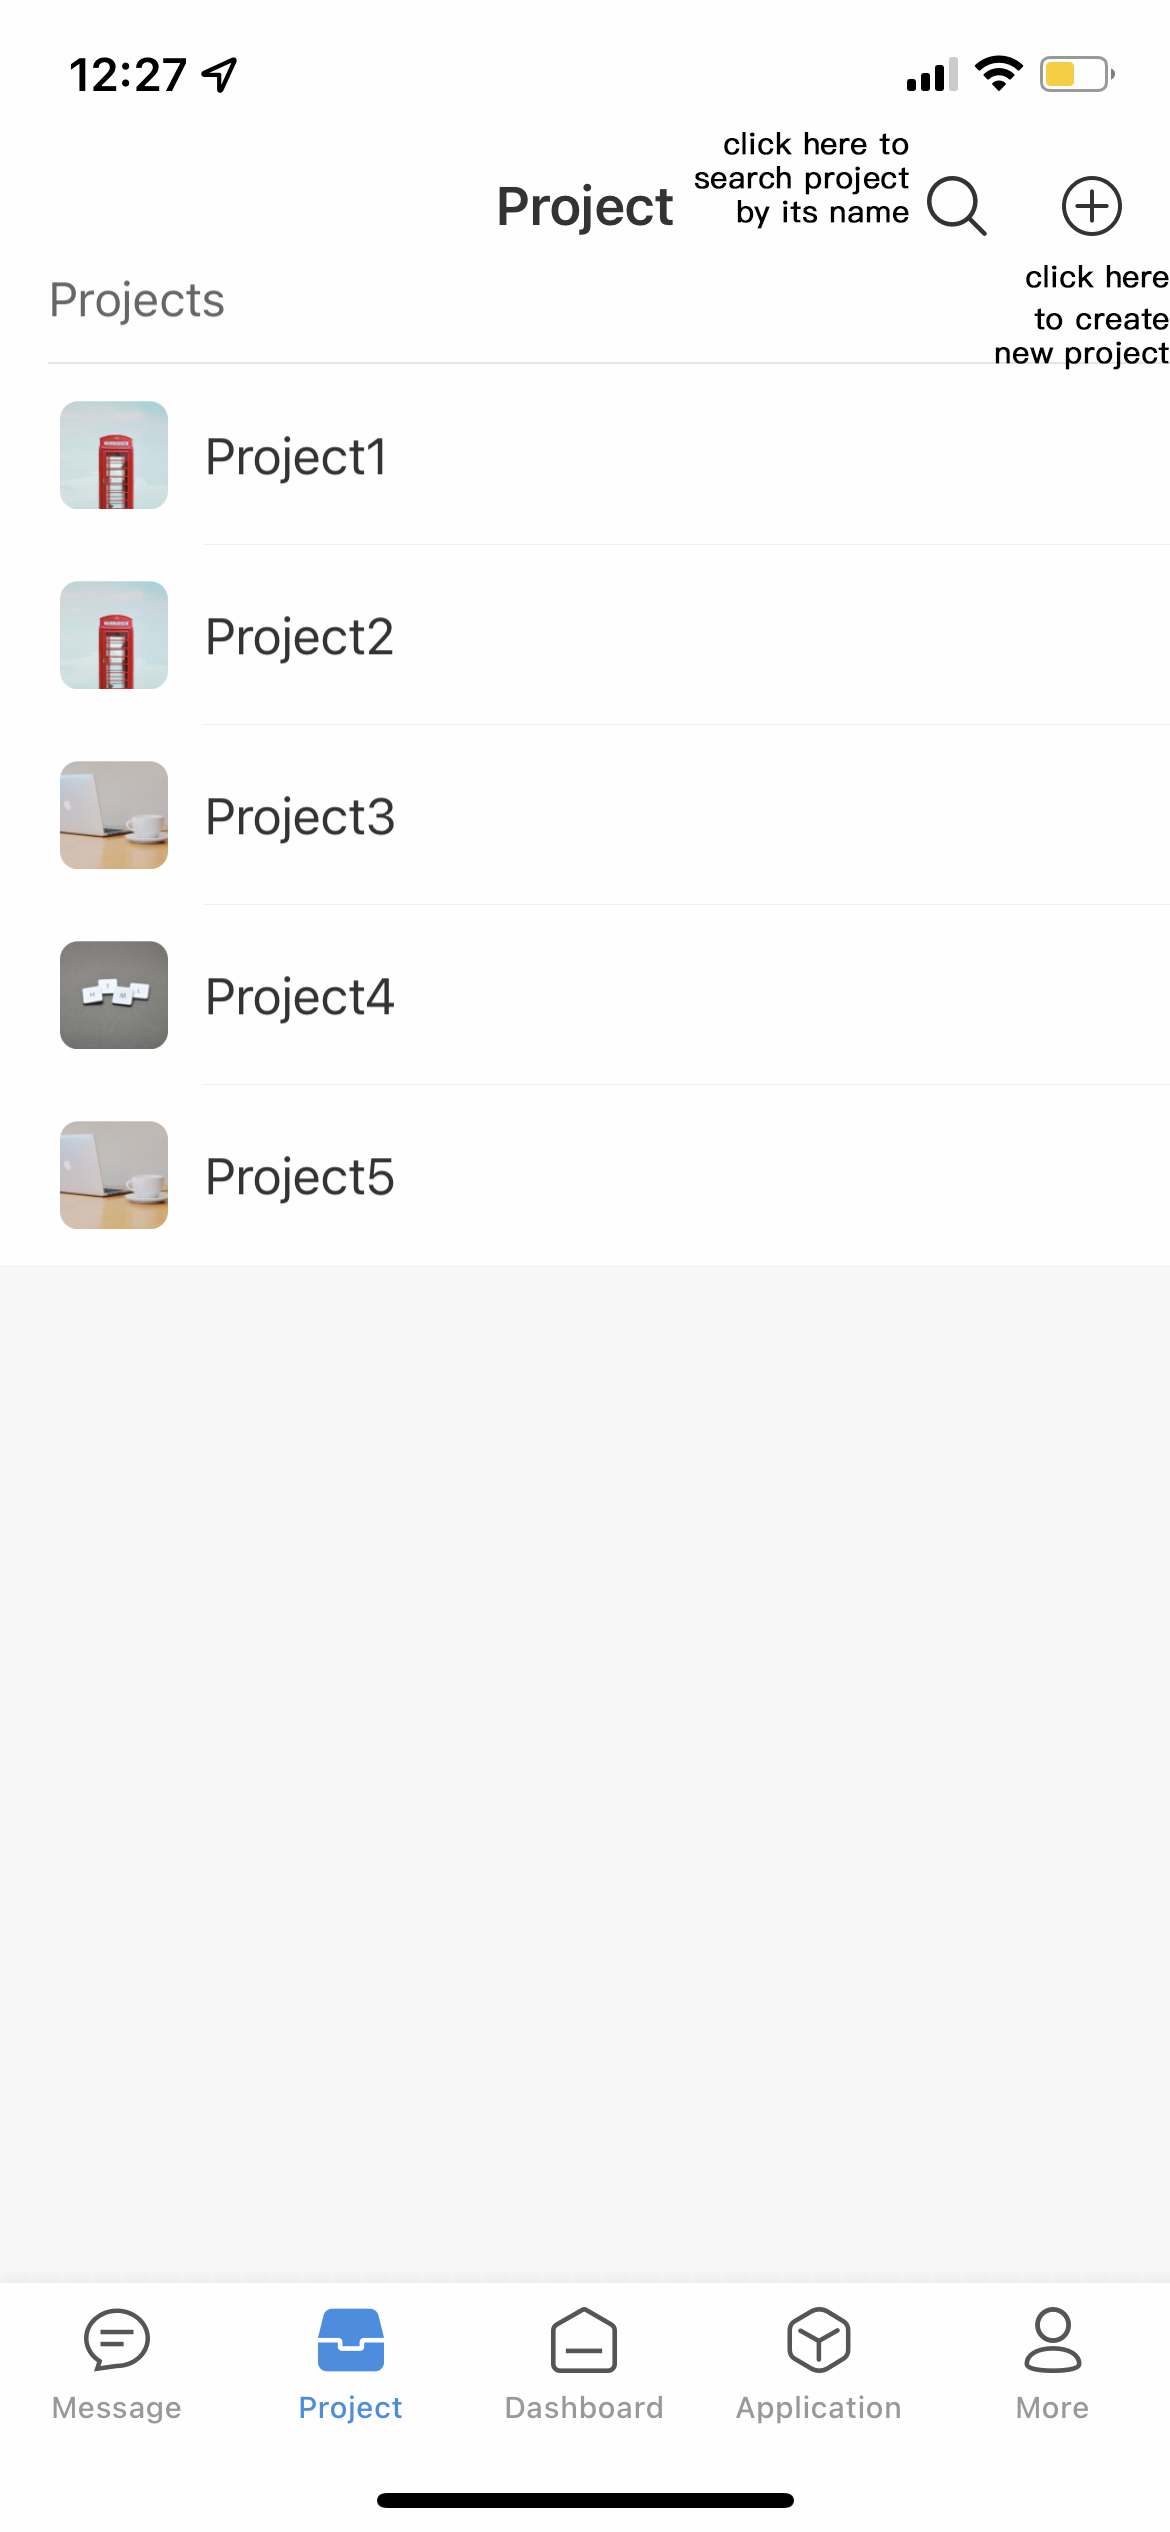 12:27
click here to
search project
by its name
Project
click here
to create
new project
Projects
Project1
Project2
Project3
Project4
Project5
Message
Project
Dashboard
Application
More